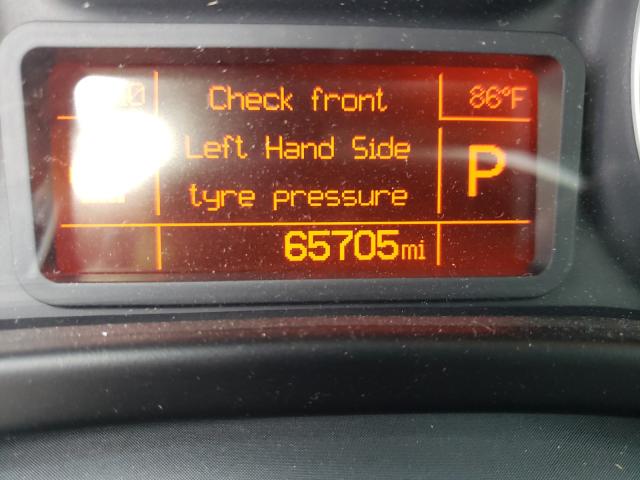 Check front 86°F
Left Hand Side
P
tyre pressure
65705mi